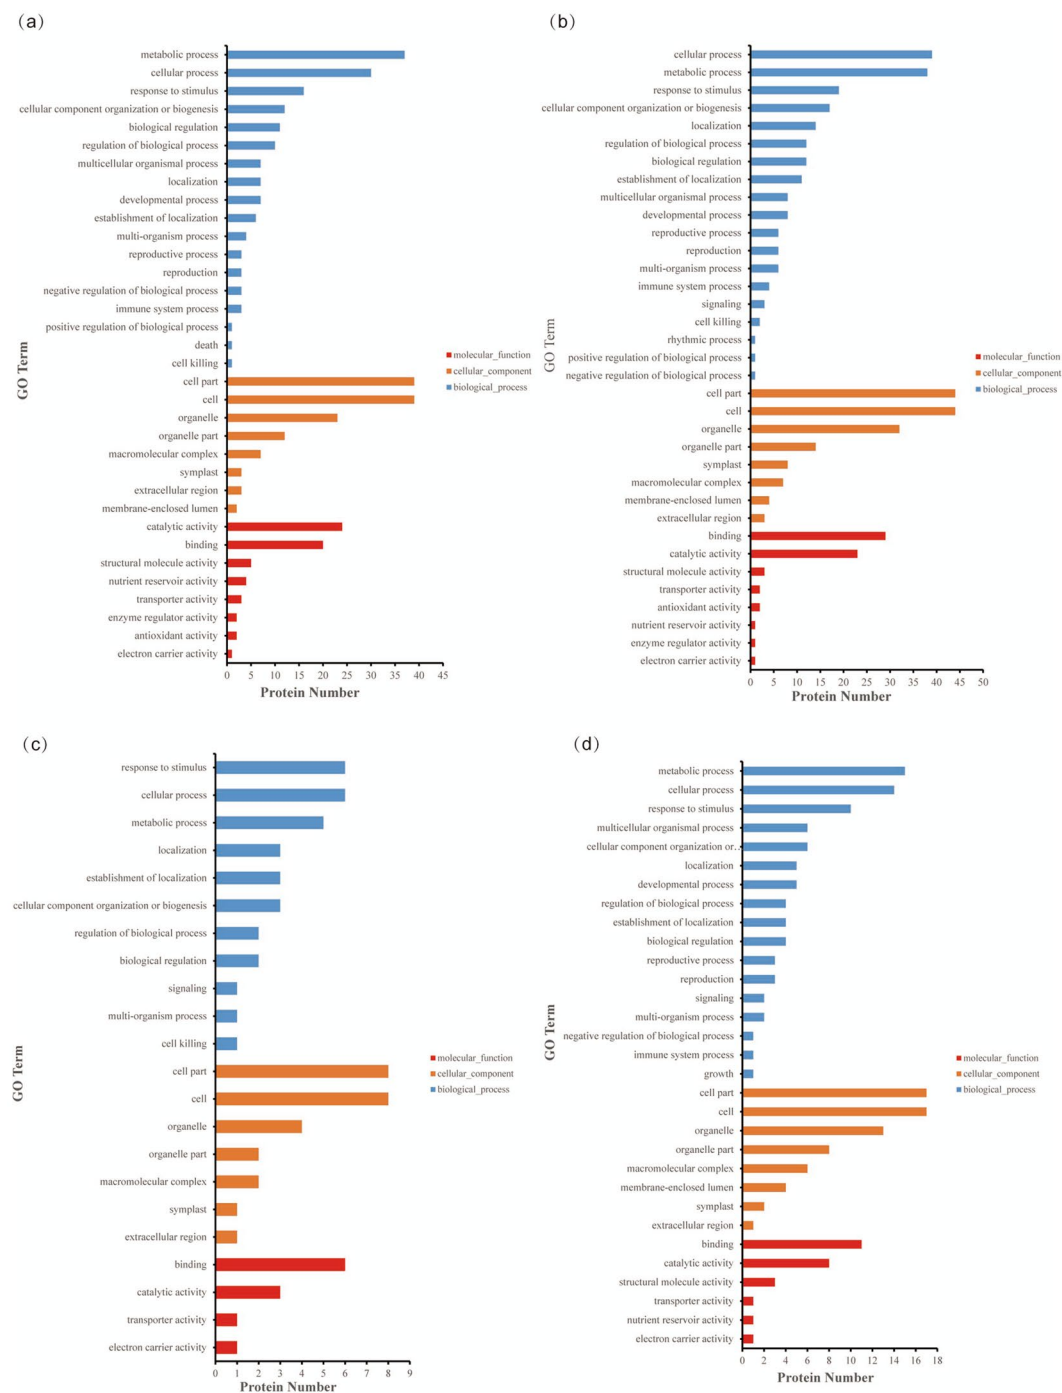 (a)
metabolic process
cellular process
response to stimulus
cellular component organization or biogenesis
biological regulation
regulation of biological process
multicellular organismal process
localization
developmental process
establishment of localization
multi-organism process
reproductive process
reproduction
negative regulation of biological process
immune system process
positive regulation of biological process
death
cell killing
cell part
cell
organelle
organelle part
macromolecular complex
symplast
extracellular region
membrane-enclosed lumen
catalytic activity
binding
structural molecule activity
nutrient reservoir activity
transporter activity
enzyme regulator activity
antioxidant activity
electron carrier activity
GO Term
molecular_function
cellular_component
biological_process
0 5 10 15 20 25 30 35 40 45
Protein Number
(b)
cellular process
metabolic process
response to stimulus
cellular component organization or biogenesis
localization
regulation of biological process
biological regulation
establishment of localization
multicellular organismal process
developmental process
reproductive process
reproduction
multi-organism process
immune system process
signaling
cell killing
rhythmic process
positive regulation of biological process
negative regulation of biological process
cell part
cell
organelle
organelle part
symplast
macromolecular complex
membrane-enclosed lumen
extracellular region
binding
catalytic activity
structural molecule activity
transporter activity
antioxidant activity
nutrient reservoir activity
enzyme regulator activity
electron carrier activity
GO Term
molecular_function
cellular_component
biological_process
0 5 10 15 20 25 30 35 40 45 50
Protein Number
(c)
response to stimulus
cellular process
metabolic process
localization
establishment of localization
cellular component organization or biogenesis
regulation of biological process
biological regulation
signaling
multi-organism process
cell killing
cell part
cell
organelle
organelle part
macromolecular complex
symplast
extracellular region
binding
catalytic activity
transporter activity
electron carrier activity
GO Term
molecular_function
cellular_component
biological_process
0 1 2 3 4 5 6 7 8 9
Protein Number
(d)
metabolic process
cellular process
response to stimulus
multicellular organismal process
cellular component organization or..
localization
developmental process
regulation of biological process
establishment of localization
biological regulation
reproductive process
reproduction
signaling
multi-organism process
negative regulation of biological process
immune system process
growth
cell part
cell
organelle
organelle part
macromolecular complex
membrane-enclosed lumen
symplast
extracellular region
binding
catalytic activity
structural molecule activity
transporter activity
nutrient reservoir activity
electron carrier activity
GO Term
molecular_function
cellular_component
biological_process
0 2 4 6 8 10 12 14 16 18
Protein Number